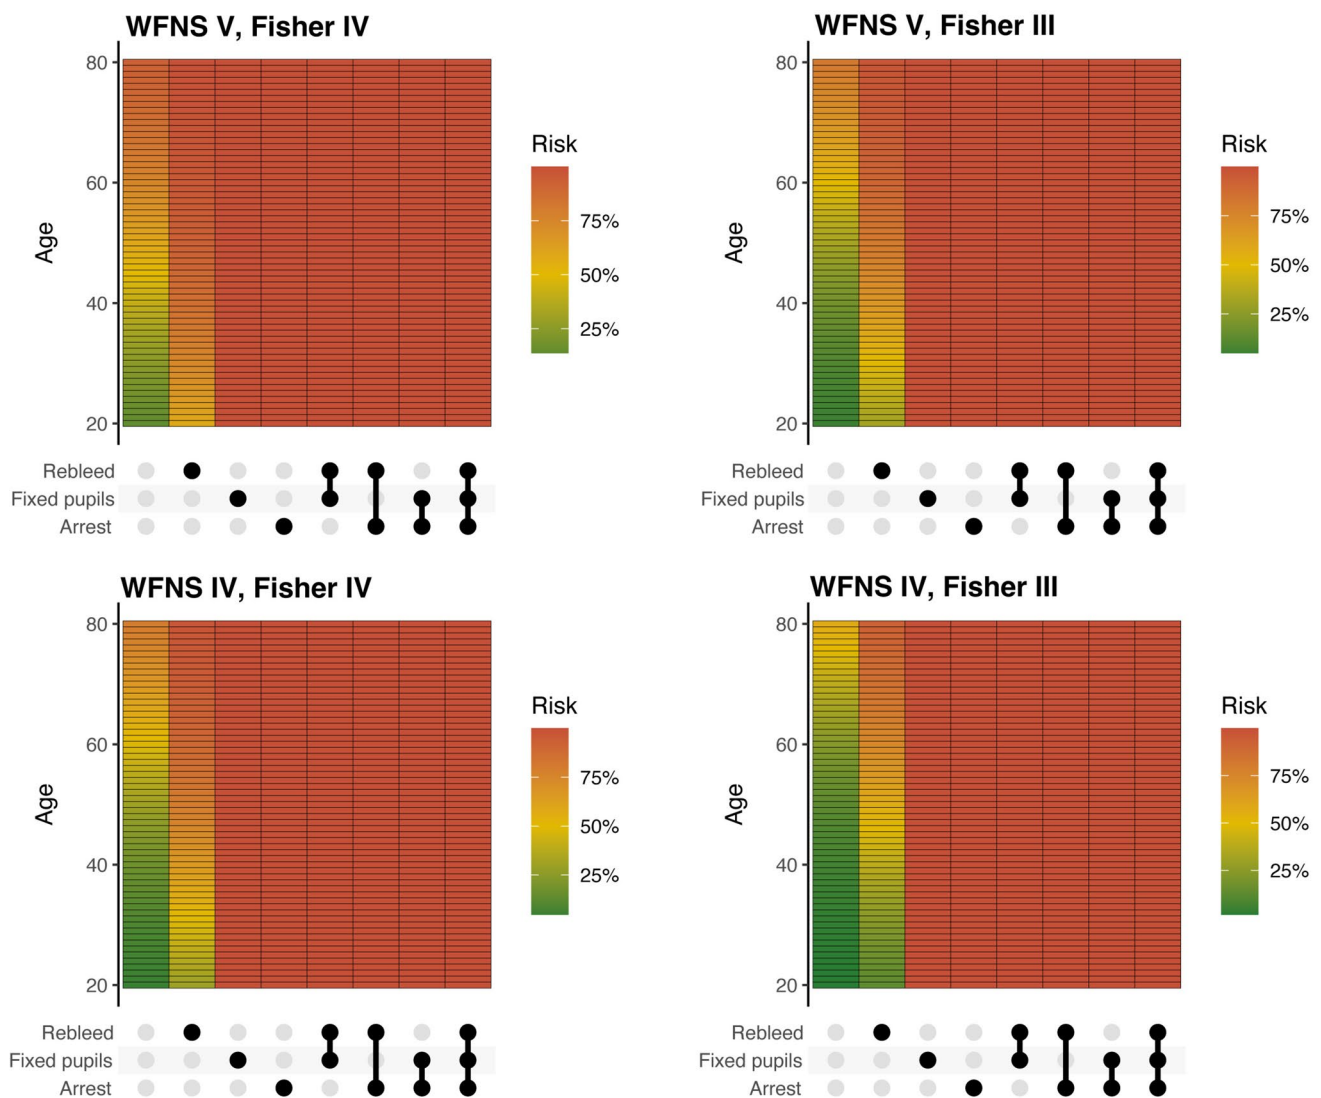 WFNS V, Fisher IV
80
60
40
20
Age
Risk
75%
50%
25%
Rebleed
Fixed pupils
Arrest
WFNS V, Fisher III
80
60
40
20
Age
Risk
75%
50%
25%
Rebleed
Fixed pupils
Arrest
WFNS IV, Fisher IV
80
60
40
20
Age
Risk
75%
50%
25%
Rebleed
Fixed pupils
Arrest
WFNS IV, Fisher III
80
60
40
20
Age
Risk
75%
50%
25%
Rebleed
Fixed pupils
Arrest